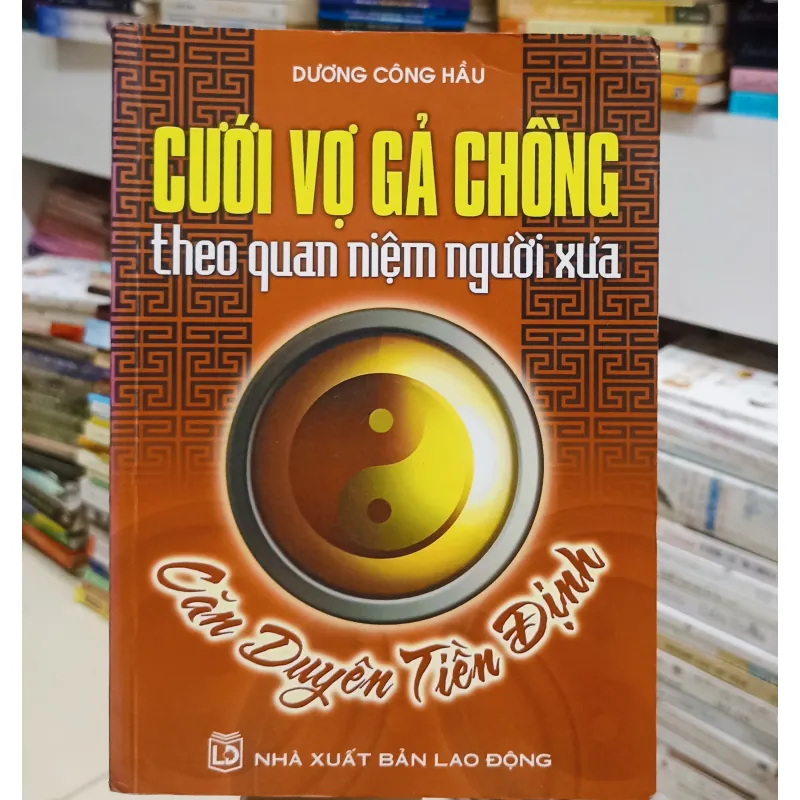 DƯƠNG CÔNG HẦU
CƯỚI VỢ GẢ CHỒNG
theo quan niệm người xưa
Căn Duyên Tiền Định
LĐ NHÀ XUẤT BẢN LAO ĐỘNG